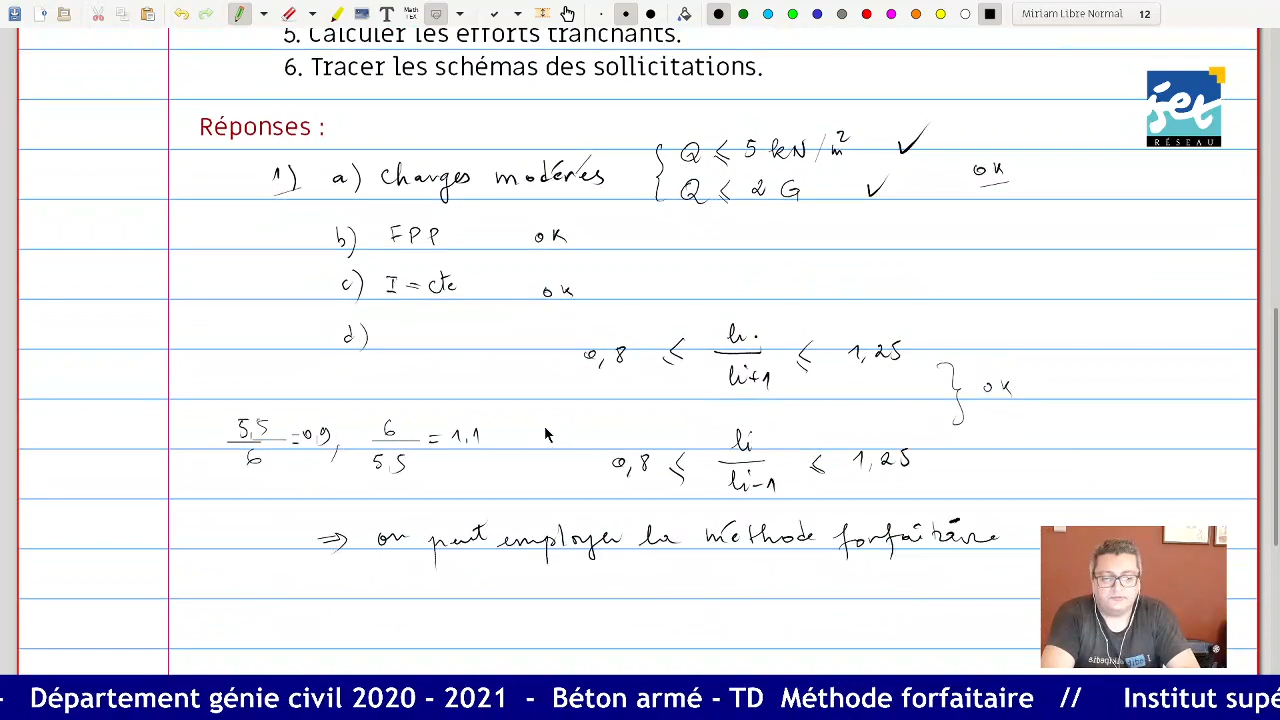 Miriam Libre Normal 12
5. Calculer les efforts tranchants.
6. Tracer les schémas des sollicitations.
iset
RÉSEAU
Réponses :
1) a) Charges modérés { Q ⩽ 5 kN/m² ✓
Q ⩽ 2 G ✓ OK
b) FPP OK
c) I = cte OK
d) 0,8 ⩽ li / li+1 ⩽ 1,25
} OK
5,5 / 6 = 0,9, 6 / 5,5 = 1,1 0,8 ⩽ li / li-1 ⩽ 1,25
⇒ on peut employer la méthode forfaitaire
- Département génie civil 2020 - 2021 - Béton armé - TD Méthode forfaitaire // Institut supé